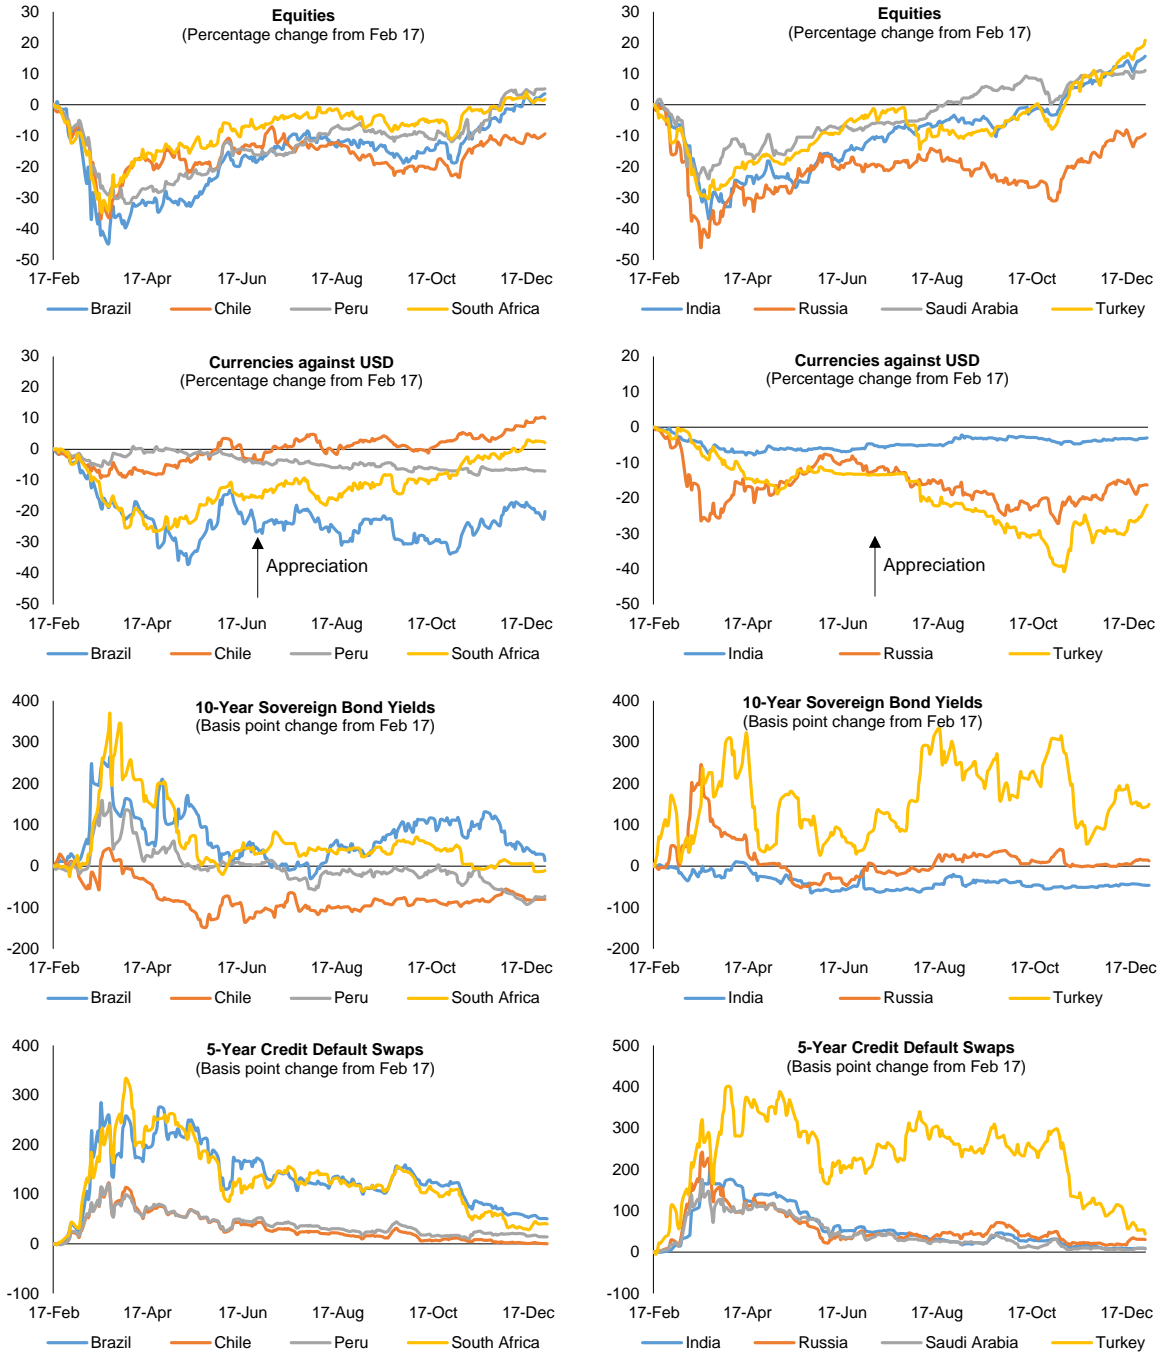 Equities
(Percentage change from Feb 17)
30
20
10
0
-10
-20
-30
-40
-50
17-Feb 17-Apr 17-Jun 17-Aug 17-Oct 17-Dec
Brazil Chile Peru South Africa
Equities
(Percentage change from Feb 17)
30
20
10
0
-10
-20
-30
-40
-50
17-Feb 17-Apr 17-Jun 17-Aug 17-Oct 17-Dec
India Russia Saudi Arabia Turkey
Currencies against USD
(Percentage change from Feb 17)
30
20
10
0
-10
-20
-30
-40
-50
Appreciation
17-Feb 17-Apr 17-Jun 17-Aug 17-Oct 17-Dec
Brazil Chile Peru South Africa
Currencies against USD
(Percentage change from Feb 17)
20
10
0
-10
-20
-30
-40
-50
Appreciation
17-Feb 17-Apr 17-Jun 17-Aug 17-Oct 17-Dec
India Russia Turkey
10-Year Sovereign Bond Yields
(Basis point change from Feb 17)
400
300
200
100
0
-100
-200
17-Feb 17-Apr 17-Jun 17-Aug 17-Oct 17-Dec
Brazil Chile Peru South Africa
10-Year Sovereign Bond Yields
(Basis point change from Feb 17)
400
300
200
100
0
-100
-200
17-Feb 17-Apr 17-Jun 17-Aug 17-Oct 17-Dec
India Russia Turkey
5-Year Credit Default Swaps
(Basis point change from Feb 17)
400
300
200
100
0
-100
17-Feb 17-Apr 17-Jun 17-Aug 17-Oct 17-Dec
Brazil Chile Peru South Africa
5-Year Credit Default Swaps
(Basis point change from Feb 17)
500
400
300
200
100
0
-100
17-Feb 17-Apr 17-Jun 17-Aug 17-Oct 17-Dec
India Russia Saudi Arabia Turkey